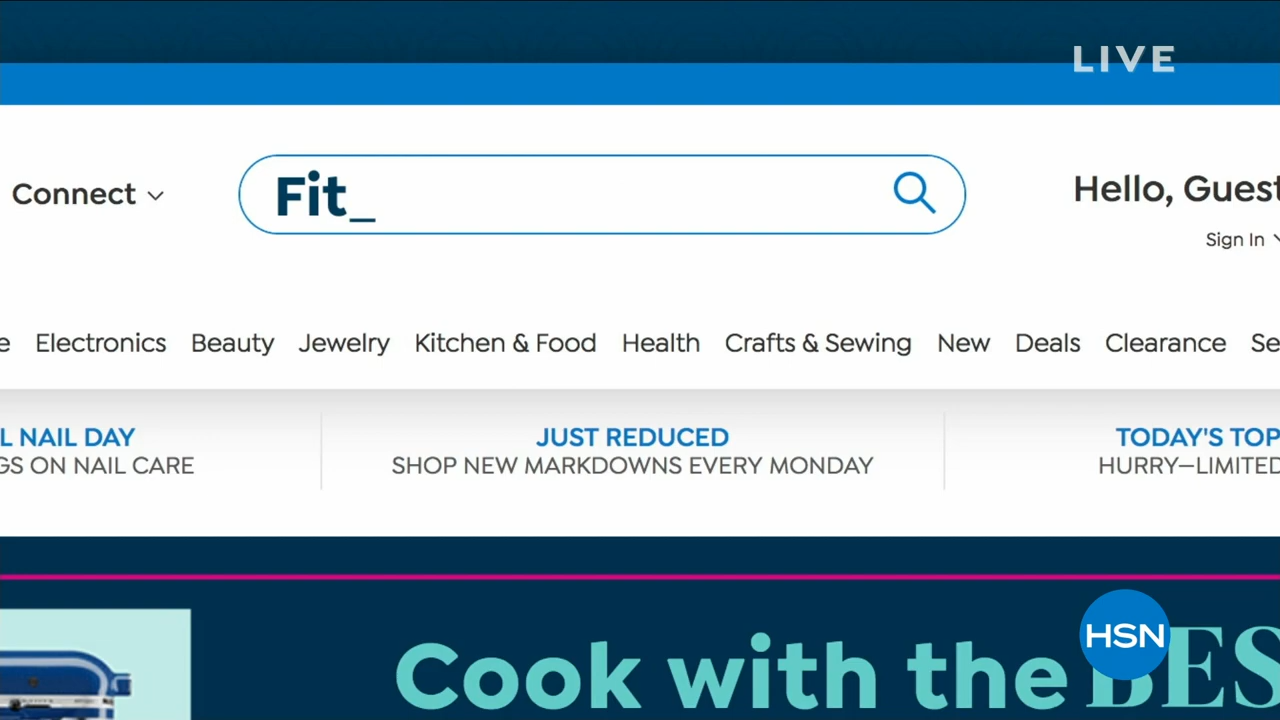 LIVE
Connect
Fit_
Hello, Guest
Sign In
e Electronics Beauty Jewelry Kitchen & Food Health Crafts & Sewing New Deals Clearance Se
L NAIL DAY
GS ON NAIL CARE
JUST REDUCED
SHOP NEW MARKDOWNS EVERY MONDAY
TODAY'S TOP
HURRY—LIMITED
Cook with the BES
HSN